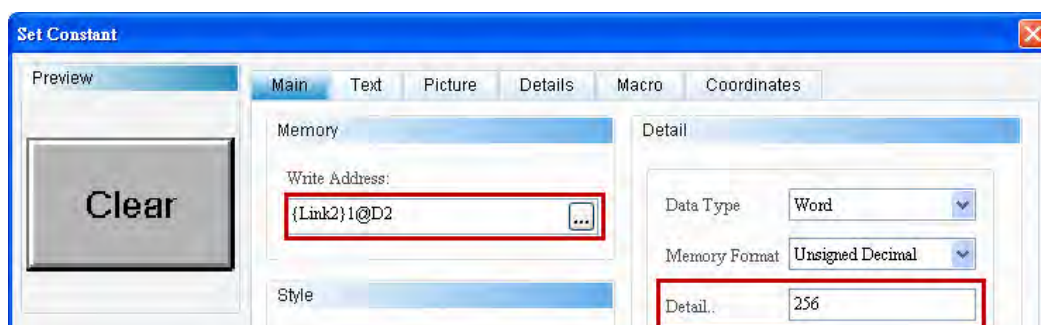 Set Constant
Preview
Clear
Main Text Picture Details Macro Coordinates
Memory
Write Address:
{Link2}1@D2
...
Style
Detail
Data Type Word
Memory Format Unsigned Decimal
Detail.. 256